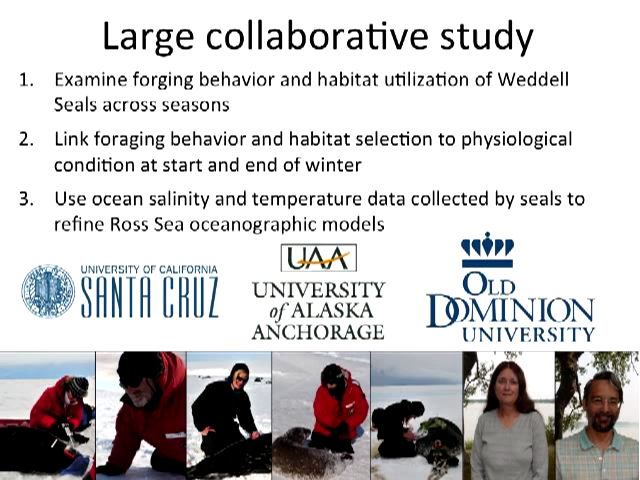 Large collaborative study
1. Examine forging behavior and habitat utilization of Weddell
Seals across seasons
2. Link foraging behavior and habitat selection to physiological
condition at start and end of winter
3. Use ocean salinity and temperature data collected by seals to
refine Ross Sea oceanographic models
UNIVERSITY OF CALIFORNIA
SANTA CRUZ
UAA
UNIVERSITY
of ALASKA
ANCHORAGE
OLD
DOMINION
UNIVERSITY